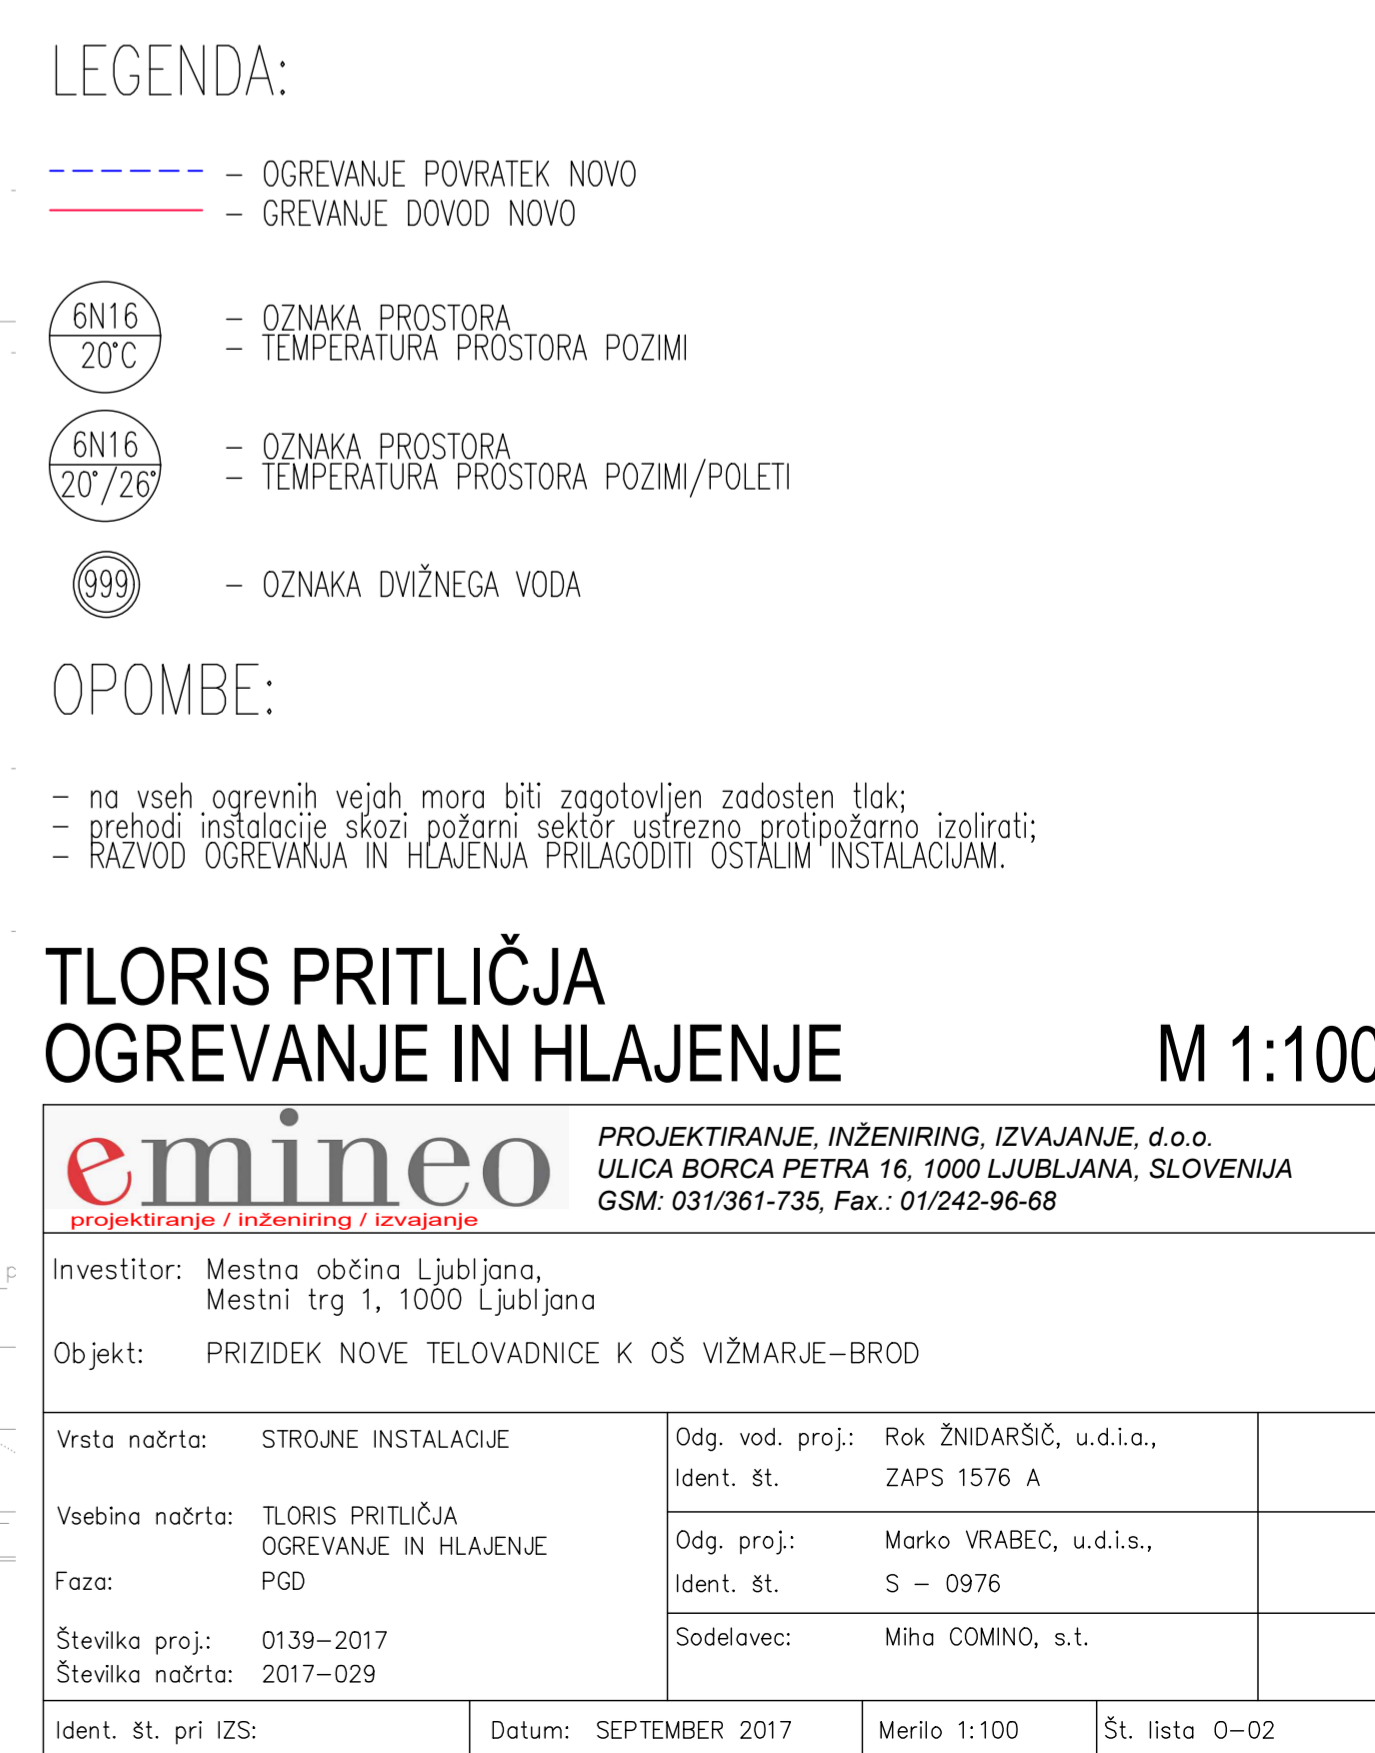 LEGENDA:
– OGREVANJE POVRATEK NOVO
– GREVANJE DOVOD NOVO
6N16
20°C
– OZNAKA PROSTORA
– TEMPERATURA PROSTORA POZIMI
6N16
20°/26°
– OZNAKA PROSTORA
– TEMPERATURA PROSTORA POZIMI/POLETI
999
– OZNAKA DVIŽNEGA VODA
OPOMBE:
– na vseh ogrevnih vejah mora biti zagotovljen zadosten tlak;
– prehodi instalacije skozi požarni sektor ustrezno protipožarno izolirati;
– RAZVOD OGREVANJA IN HLAJENJA PRILAGODITI OSTALIM INSTALACIJAM.
TLORIS PRITLIČJA
OGREVANJE IN HLAJENJE M 1:100
emineo
projektiranje / inženiring / izvajanje
PROJEKTIRANJE, INŽENIRING, IZVAJANJE, d.o.o.
ULICA BORCA PETRA 16, 1000 LJUBLJANA, SLOVENIJA
GSM: 031/361-735, Fax.: 01/242-96-68
Investitor: Mestna občina Ljubljana,
Mestni trg 1, 1000 Ljubljana
Objekt: PRIZIDEK NOVE TELOVADNICE K OŠ VIŽMARJE–BROD
Vrsta načrta: STROJNE INSTALACIJE
Vsebina načrta: TLORIS PRITLIČJA
OGREVANJE IN HLAJENJE
Faza: PGD
Številka proj.: 0139–2017
Številka načrta: 2017–029
Odg. vod. proj.: Rok ŽNIDARŠIČ, u.d.i.a.,
Ident. št. ZAPS 1576 A
Odg. proj.: Marko VRABEC, u.d.i.s.,
Ident. št. S – 0976
Sodelavec: Miha COMINO, s.t.
Ident. št. pri IZS:
Datum: SEPTEMBER 2017
Merilo 1:100
Št. lista O–02